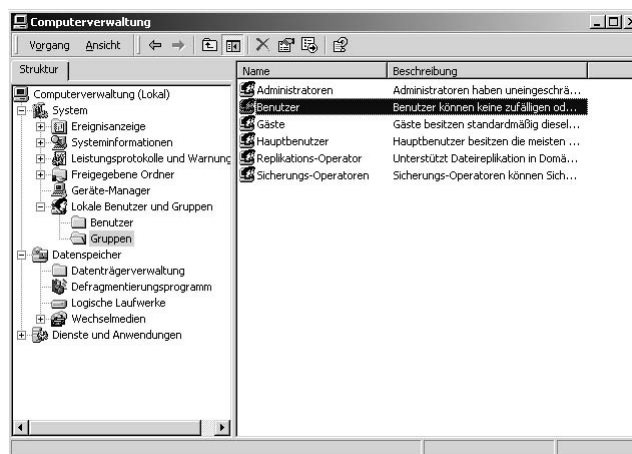 Computerverwaltung
Vorgang Ansicht
Struktur
Computerverwaltung (Lokal)
System
Ereignisanzeige
Systeminformationen
Leistungsprotokolle und Warnung
Freigegebene Ordner
Geräte-Manager
Lokale Benutzer und Gruppen
Benutzer
Gruppen
Datenspeicher
Datenträgerverwaltung
Defragmentierungsprogramm
Logische Laufwerke
Wechselmedien
Dienste und Anwendungen
Name Beschreibung
Administratoren Administratoren haben uneingeschrä...
Benutzer Benutzer können keine zufälligen od...
Gäste Gäste besitzen standardmäßig diesel...
Hauptbenutzer Hauptbenutzer besitzen die meisten ...
Replikations-Operator Unterstützt Dateireplikation in Domä...
Sicherungs-Operatoren Sicherungs-Operatoren können Sich...